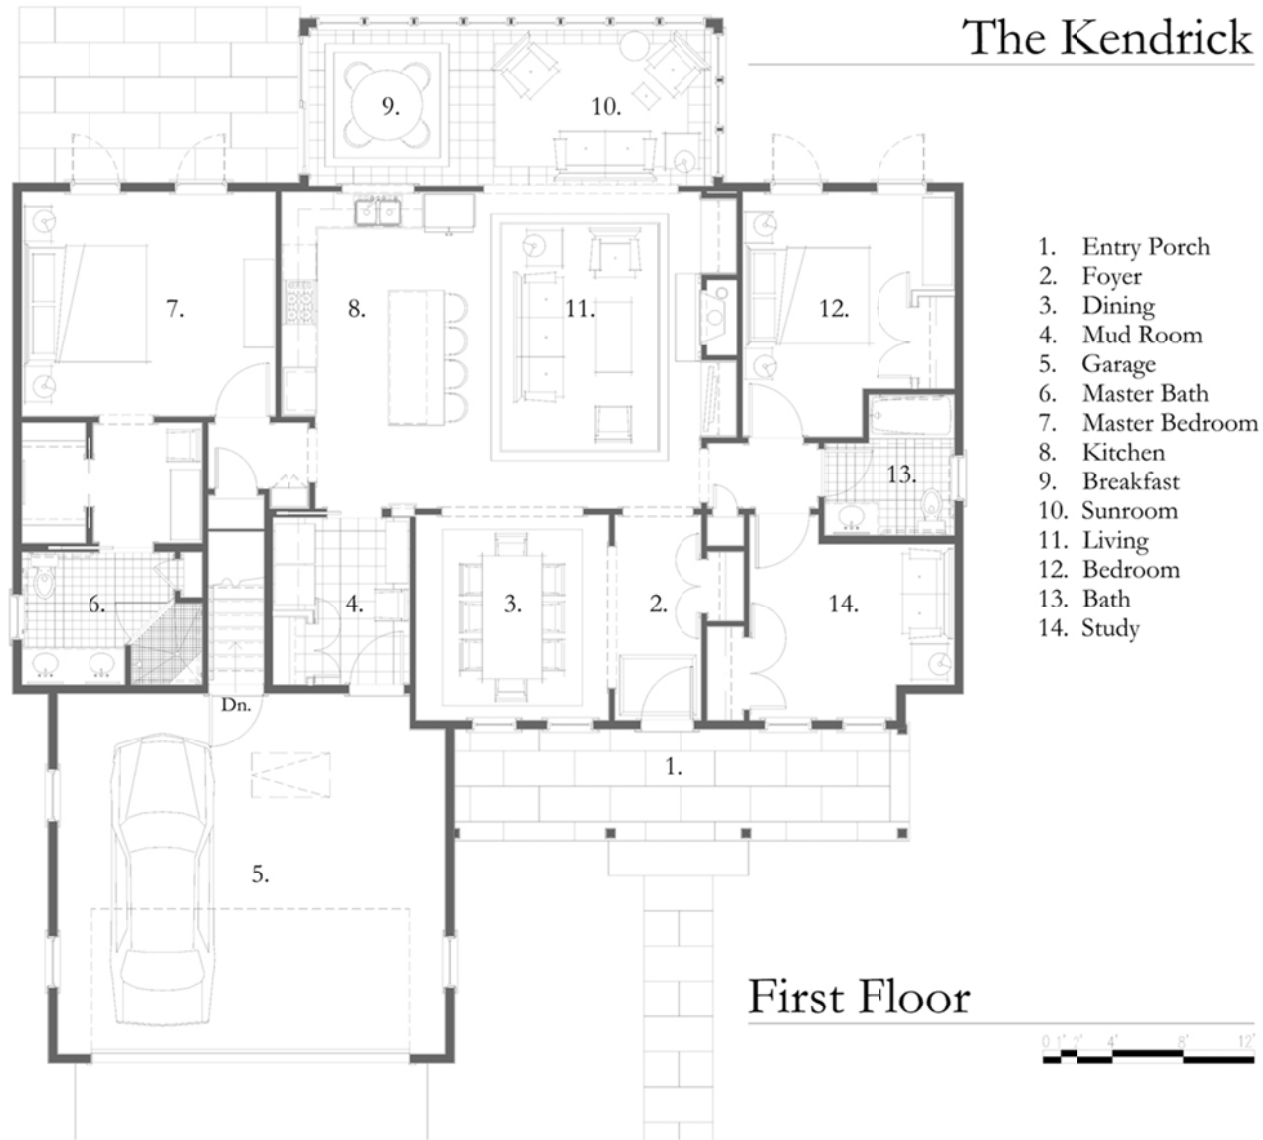 The Kendrick
9.
10.
7.
8.
11.
12.
13.
6.
4.
3.
2.
14.
Dn.
1.
5.
1. Entry Porch
2. Foyer
3. Dining
4. Mud Room
5. Garage
6. Master Bath
7. Master Bedroom
8. Kitchen
9. Breakfast
10. Sunroom
11. Living
12. Bedroom
13. Bath
14. Study
First Floor
0 1' 2' 4' 8' 12'